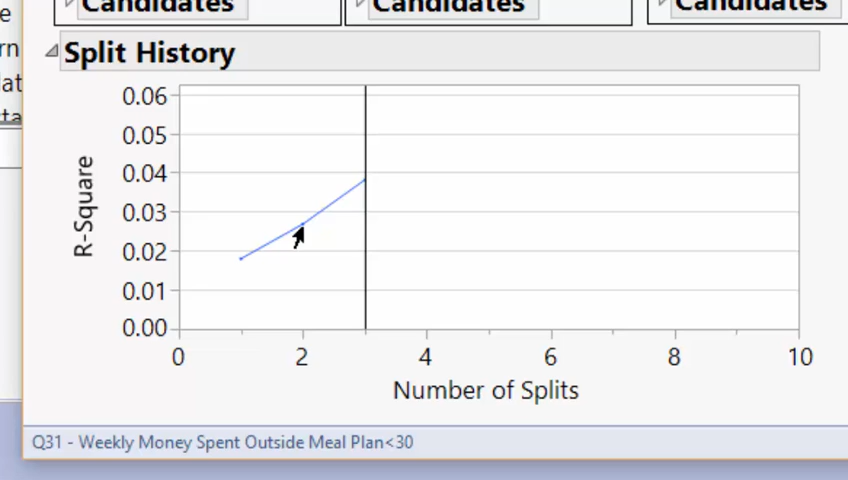 Candidates Candidates Candidates
Split History
0.06
0.05
0.04
0.03
0.02
0.01
0.00
R-Square
0 2 4 6 8 10
Number of Splits
Q31 - Weekly Money Spent Outside Meal Plan<30